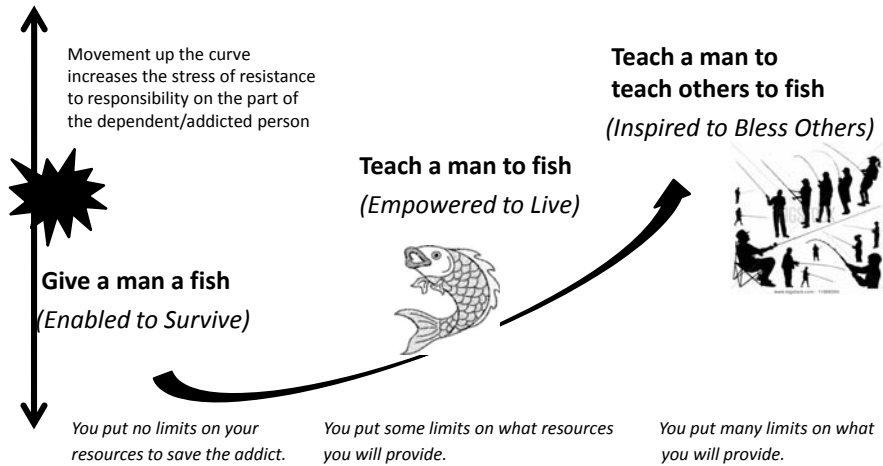 Movement up the curve
increases the stress of resistance
to responsibility on the part of
the dependent/addicted person
Teach a man to
teach others to fish
(Inspired to Bless Others)
Teach a man to fish
(Empowered to Live)
Give a man a fish
(Enabled to Survive)
You put no limits on your
resources to save the addict.
You put some limits on what resources
you will provide.
You put many limits on what
you will provide.